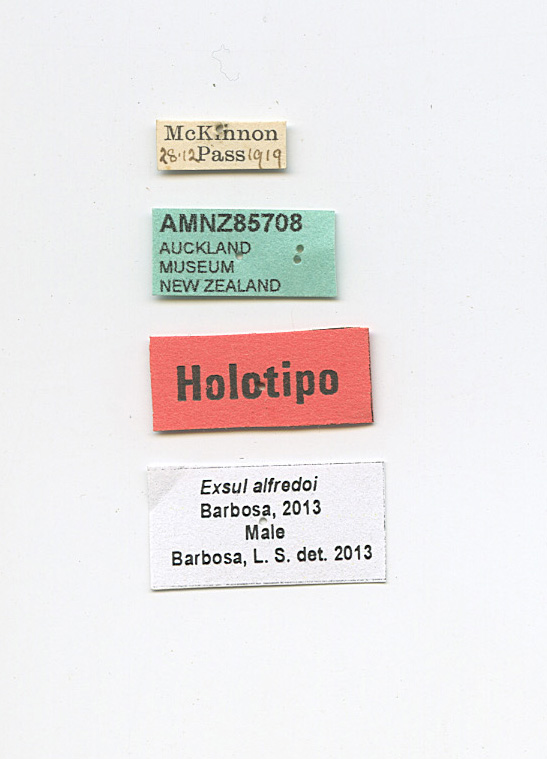 McKinnon
28.12 Pass 1919
AMNZ85708
AUCKLAND
MUSEUM
NEW ZEALAND
Holotipo
Exsul alfredoi
Barbosa, 2013
Male
Barbosa, L. S. det. 2013